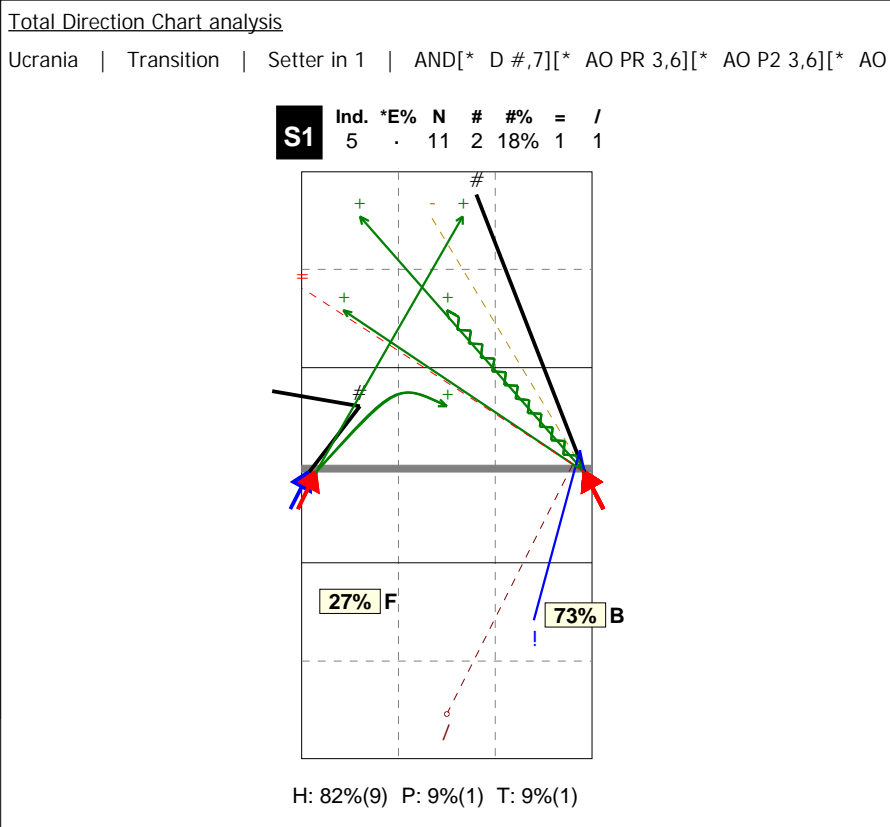 Total Direction Chart analysis
Ucrania | Transition | Setter in 1 | AND[* D #,7][* AO PR 3,6][* AO P2 3,6][* AO
Ind. *E% N # #% = /
S1 5 . 11 2 18% 1 1
#
+ - +
=
+ +
# +
27% F 73% B
!
/
H: 82%(9) P: 9%(1) T: 9%(1)